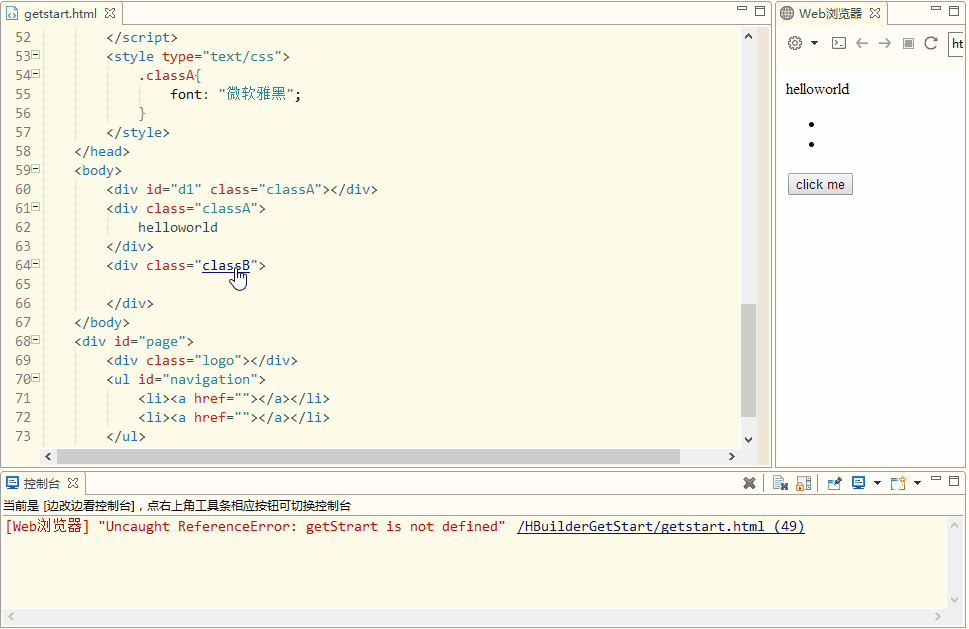 getstart.html
52 </script>
53 <style type="text/css">
54 .classA{
55 font: "微软雅黑";
56 }
57 </style>
58 </head>
59 <body>
60 <div id="d1" class="classA"></div>
61 <div class="classA">
62 helloworld
63 </div>
64 <div class="classB">
65
66 </div>
67 </body>
68 <div id="page">
69 <div class="logo"></div>
70 <ul id="navigation">
71 <li><a href=""></a></li>
72 <li><a href=""></a></li>
73 </ul>
Web浏览器
ht
helloworld
click me
控制台
当前是 [边改边看控制台]，点右上角工具条相应按钮可切换控制台
[Web浏览器] "Uncaught ReferenceError: getStrart is not defined" /HBuilderGetStart/getstart.html (49)